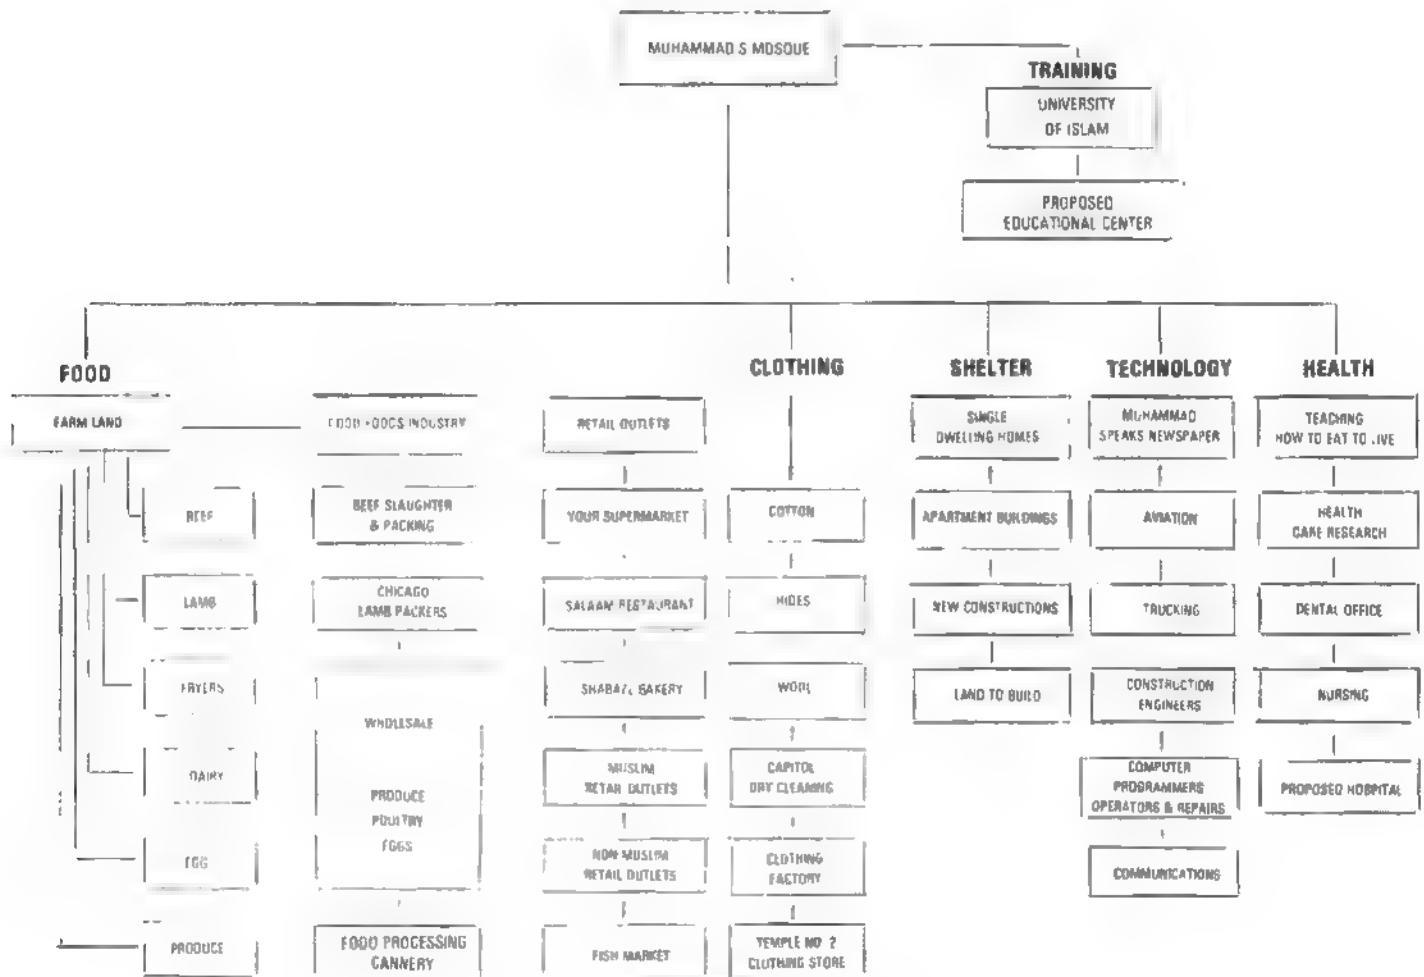 MUHAMMAD S MOSQUE
TRAINING
UNIVERSITY
OF ISLAM
PROPOSED
EDUCATIONAL CENTER
FOOD
FARM LAND
BEEF
LAMB
FRYERS
DAIRY
EGG
PRODUCE
INDUSTRY
BEEF SLAUGHTER
& PACKING
CHICAGO
LAMB PACKERS
WHOLESALE
PRODUCE
POULTRY
EGGS
FOOD PROCESSING
CANNERY
RETAIL OUTLETS
YOUR SUPERMARKET
SALAAM RESTAURANT
SHABAZZ BAKERY
MUSLIM
RETAIL OUTLETS
NON-MUSLIM
RETAIL OUTLETS
FISH MARKET
CLOTHING
COTTON
HIDES
WOOL
CAPITOL
DRY CLEANING
CLOTHING
FACTORY
TEMPLE NO. 2
CLOTHING STORE
SHELTER
SINGLE
DWELLING HOMES
APARTMENT BUILDINGS
NEW CONSTRUCTIONS
LAND TO BUILD
TECHNOLOGY
MUHAMMAD
SPEAKS NEWSPAPER
AVIATION
TRUCKING
CONSTRUCTION
ENGINEERS
COMPUTER
PROGRAMMERS
OPERATORS & REPAIRS
COMMUNICATIONS
HEALTH
TEACHING
HOW TO EAT TO LIVE
HEALTH
CARE RESEARCH
DENTAL OFFICE
NURSING
PROPOSED HOSPITAL